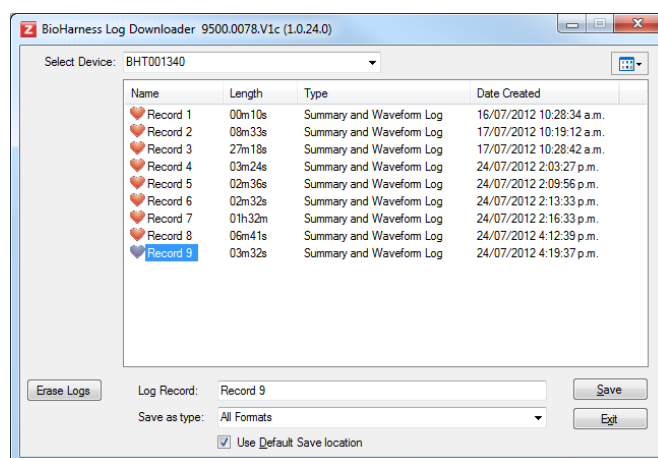 Z BioHarness Log Downloader 9500.0078.V1c (1.0.24.0)
Select Device: BHT001340
Name Length Type Date Created
Record 1 00m10s Summary and Waveform Log 16/07/2012 10:28:34 a.m.
Record 2 08m33s Summary and Waveform Log 17/07/2012 10:19:12 a.m.
Record 3 27m18s Summary and Waveform Log 17/07/2012 10:28:42 a.m.
Record 4 03m24s Summary and Waveform Log 24/07/2012 2:03:27 p.m.
Record 5 02m36s Summary and Waveform Log 24/07/2012 2:09:56 p.m.
Record 6 02m32s Summary and Waveform Log 24/07/2012 2:13:33 p.m.
Record 7 01h32m Summary and Waveform Log 24/07/2012 2:16:33 p.m.
Record 8 06m41s Summary and Waveform Log 24/07/2012 4:12:39 p.m.
Record 9 03m32s Summary and Waveform Log 24/07/2012 4:19:37 p.m.
Erase Logs Log Record: Record 9 Save
Save as type: All Formats Exit
Use Default Save location